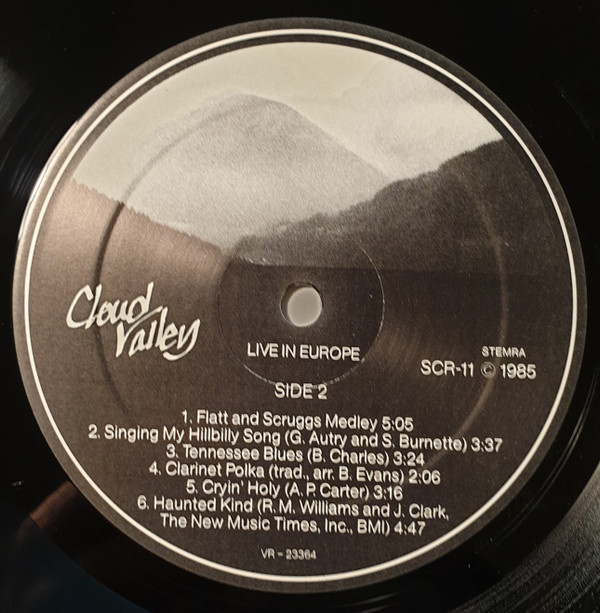 Cloud
Valley
LIVE IN EUROPE
STEMRA
SCR-11 © 1985
SIDE 2
1. Flatt and Scruggs Medley 5:05
2. Singing My Hillbilly Song (G. Autry and S. Burnette) 3:37
3. Tennessee Blues (B. Charles) 3:24
4. Clarinet Polka (trad., arr. B. Evans) 2:06
5. Cryin' Holy (A. P. Carter) 3:16
6. Haunted Kind (R. M. Williams and J. Clark,
The New Music Times, Inc., BMI) 4:47
VR - 23364